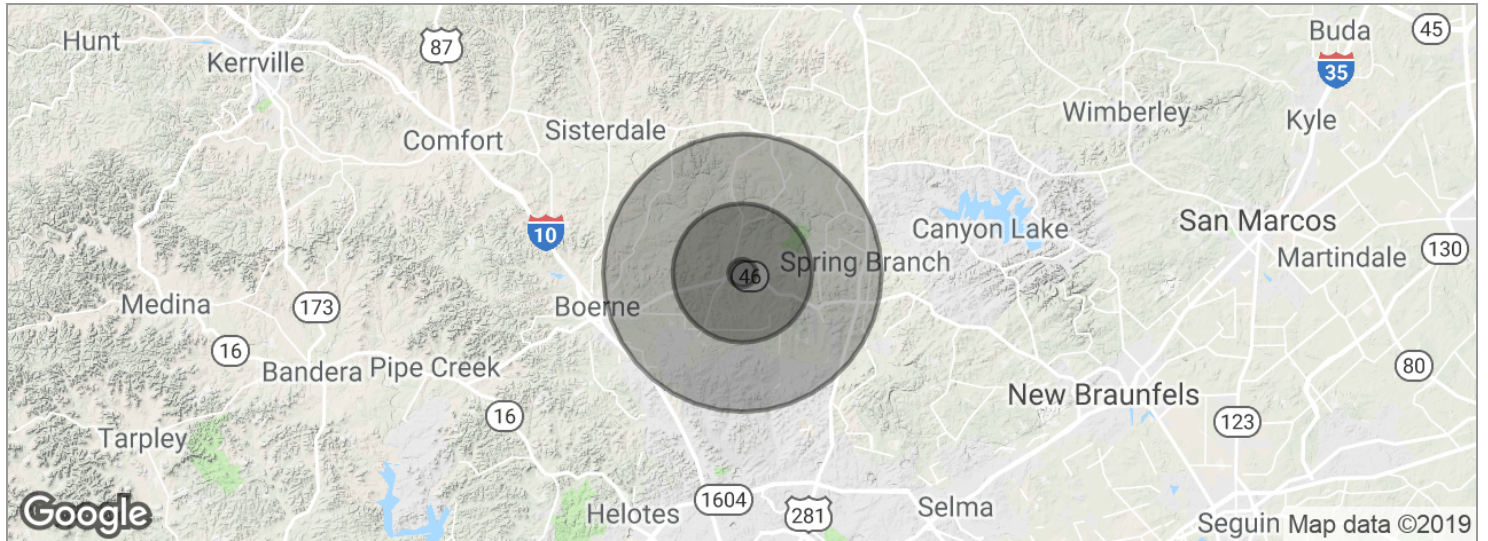 Hunt
87
Buda
45
Kerrville
35
Wimberley
Kyle
Comfort
Sisterdale
10
Canyon Lake
San Marcos
130
Martindale
46
Spring Branch
Medina
173
Boerne
16
Bandera
Pipe Creek
80
New Braunfels
16
123
Tarpley
1604
281
Helotes
Selma
Google
Seguin
Map data ©2019